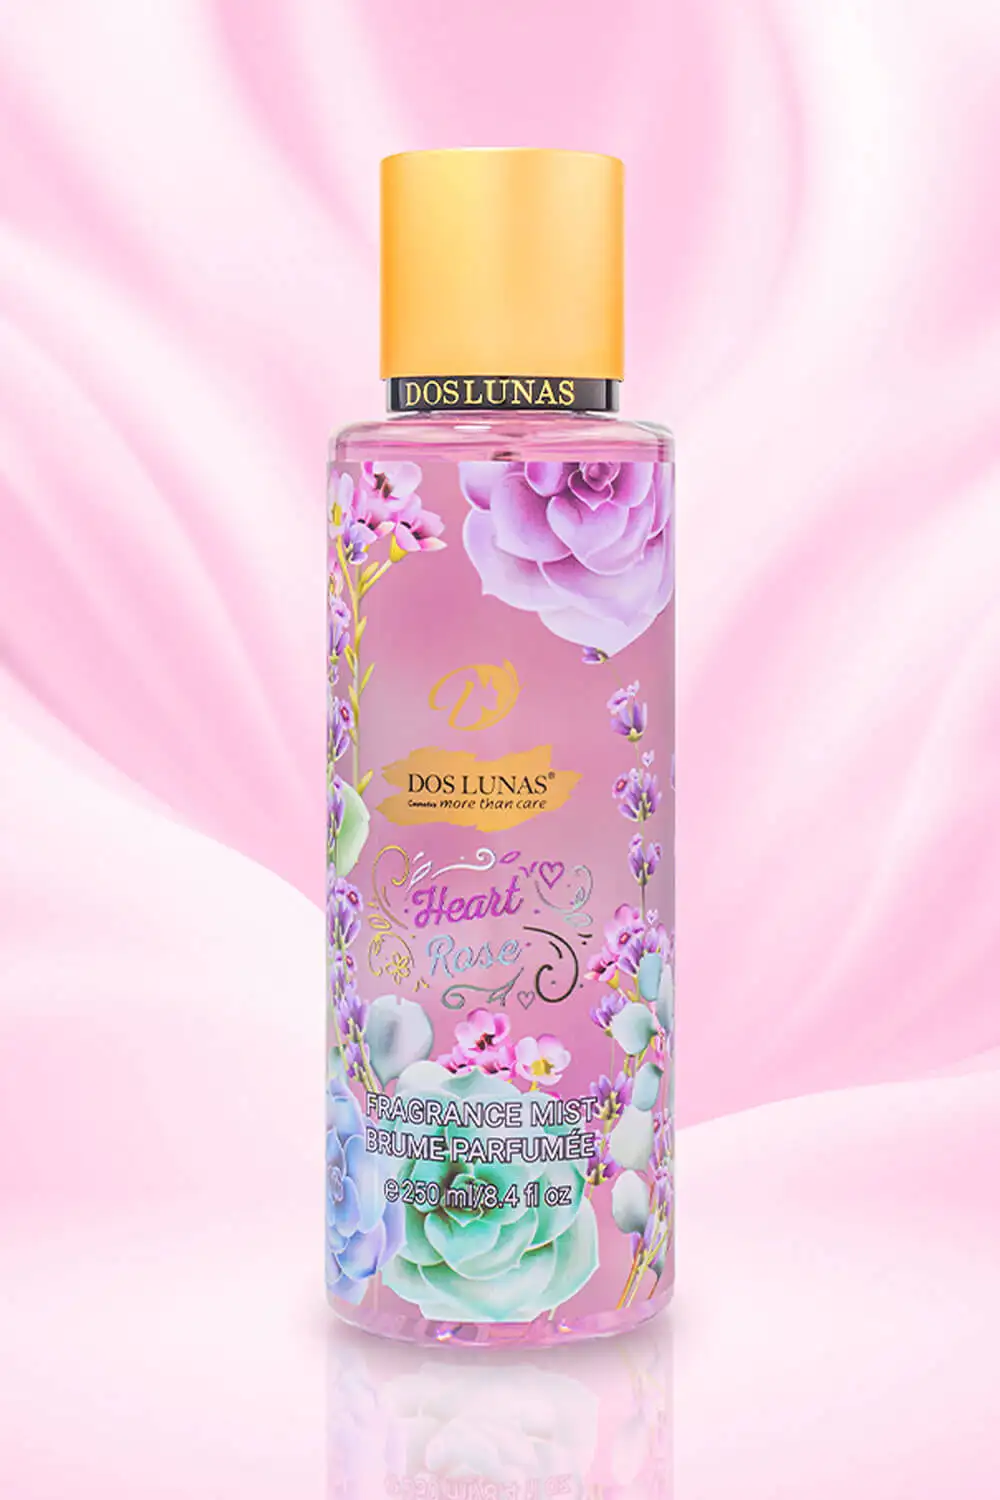 DOSLUNAS
DOS LUNAS®
Cosmetics more than care
Heart
Rose
FRAGRANCE MIST
BRUME PARFUMÉE
e 250 ml/8.4 fl oz